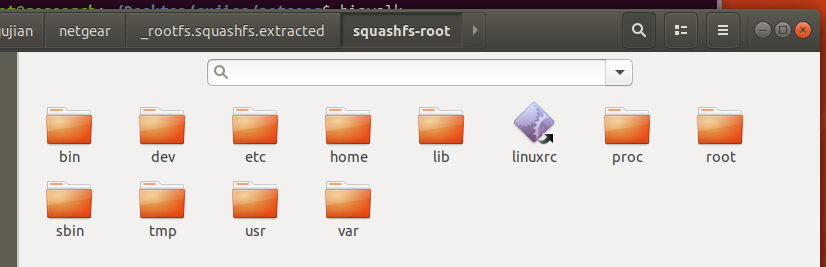 ujian netgear _rootfs.squashfs.extracted squashfs-root
bin dev etc home lib linuxrc proc root
sbin tmp usr var